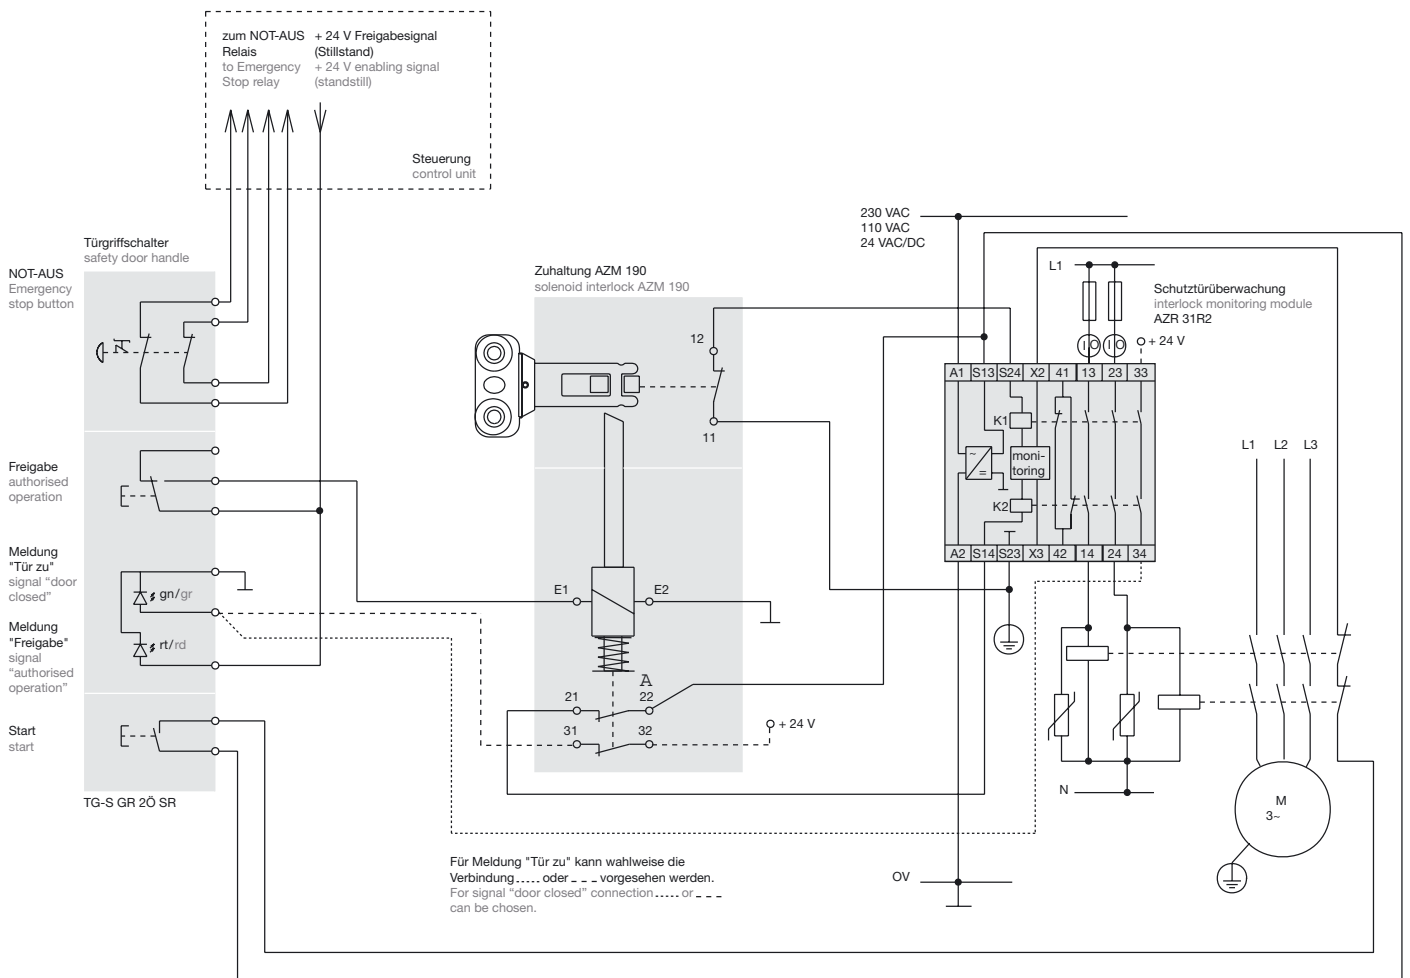 zum NOT-AUS
Relais
to Emergency
Stop relay
+ 24 V Freigabesignal
(Stillstand)
+ 24 V enabling signal
(standstill)
Steuerung
control unit
Türgriffschalter
safety door handle
NOT-AUS
Emergency
stop button
Freigabe
authorised
operation
Meldung
"Tür zu"
signal “door
closed”
gn/gr
Meldung
"Freigabe"
signal
“authorised
operation”
rt/rd
Start
start
TG-S GR 2Ö SR
Zuhaltung AZM 190
solenoid interlock AZM 190
12
11
E1
E2
A
21
22
31
32
+ 24 V
Für Meldung "Tür zu" kann wahlweise die
Verbindung ..... oder _ _ _ vorgesehen werden.
For signal “door closed” connection ..... or _ _ _
can be chosen.
230 VAC
110 VAC
24 VAC/DC
L1
Schutztürüberwachung
interlock monitoring module
AZR 31R2
I O
I O
+ 24 V
A1 S13 S24 X2 41 13 23 33
K1
~
=
moni-
toring
K2
A2 S14 S23 X3 42 14 24 34
L1 L2 L3
N
M
3~
OV